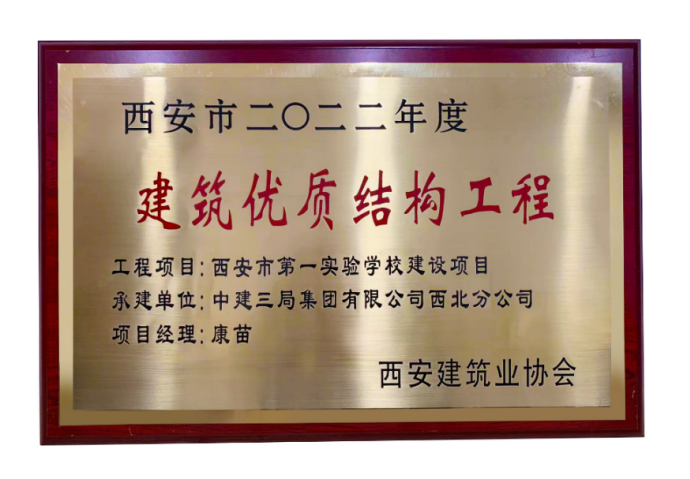 西安市二〇二二年度
建筑优质结构工程
工程项目：西安市第一实验学校建设项目
承建单位：中建三局集团有限公司西北分公司
项目经理：康苗
西安建筑业协会